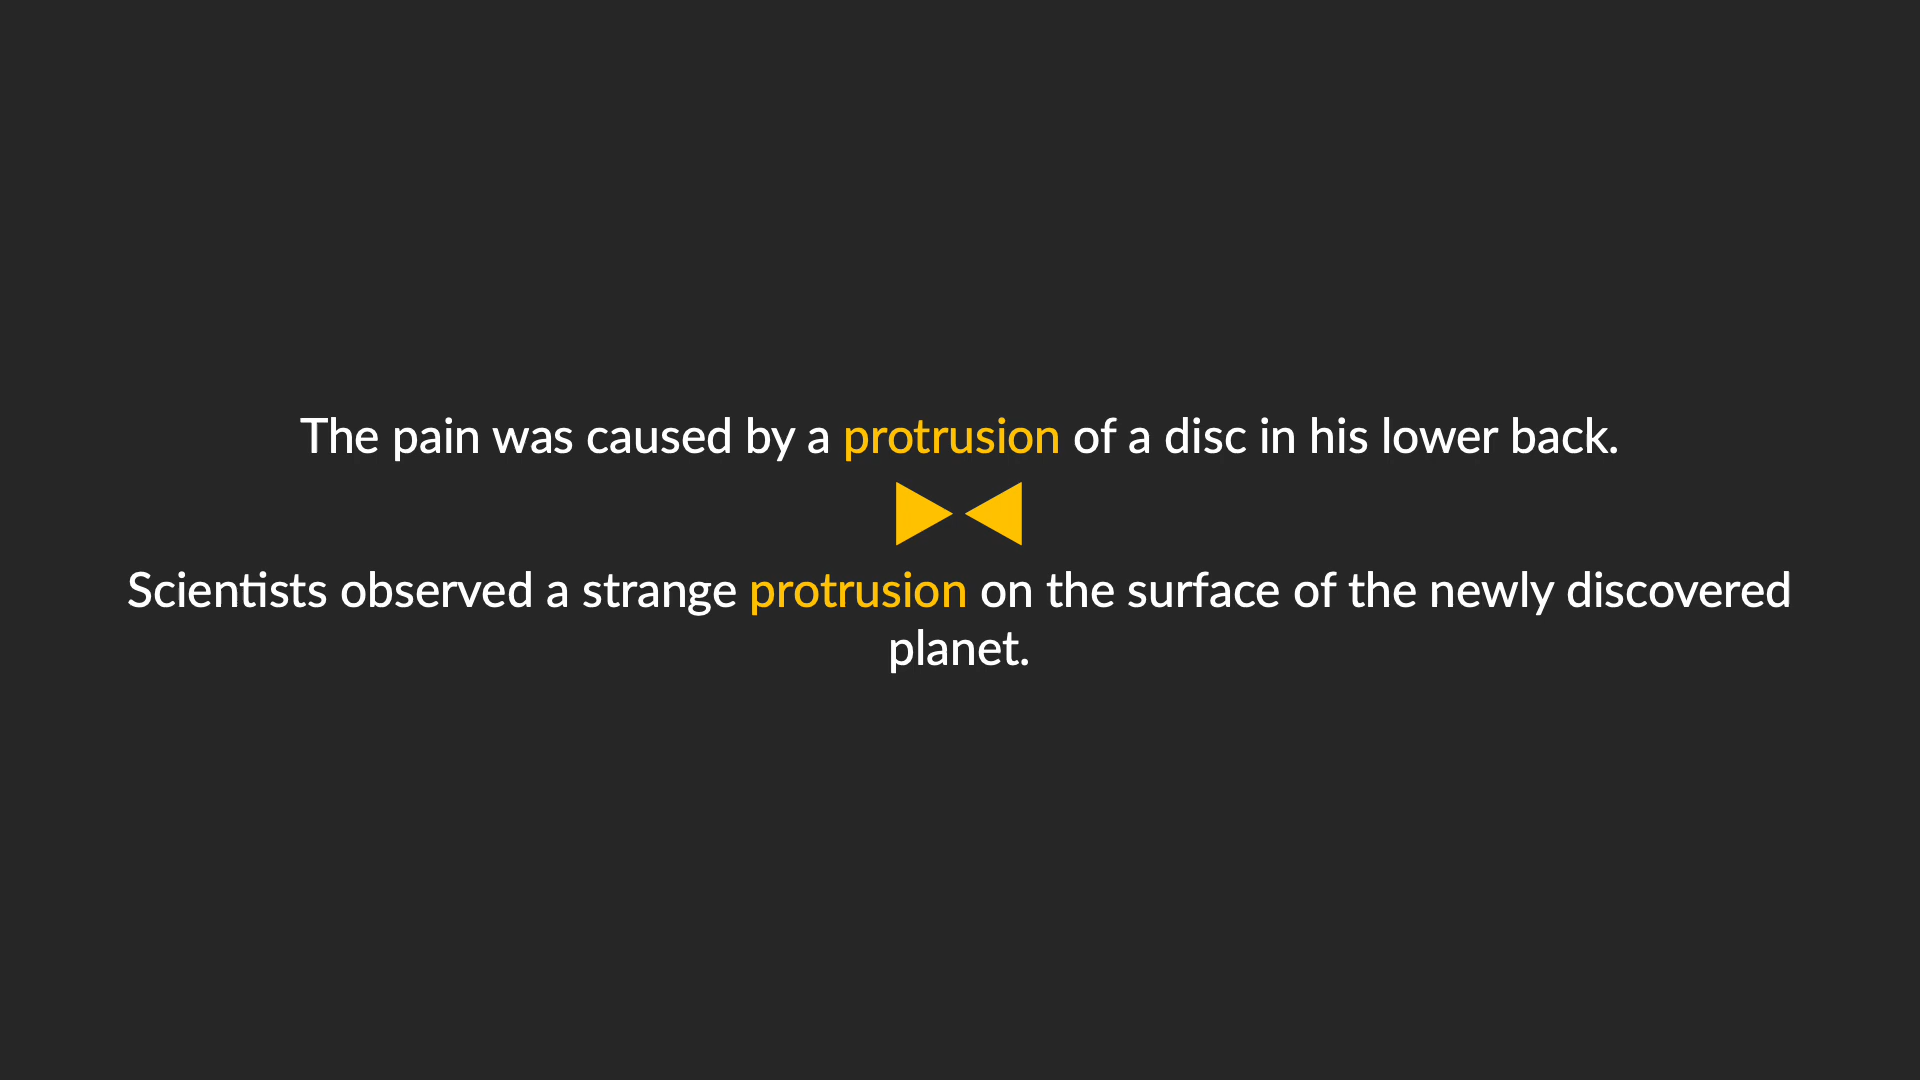 The pain was caused by a protrusion of a disc in his lower back.
Scientists observed a strange protrusion on the surface of the newly discovered
planet.